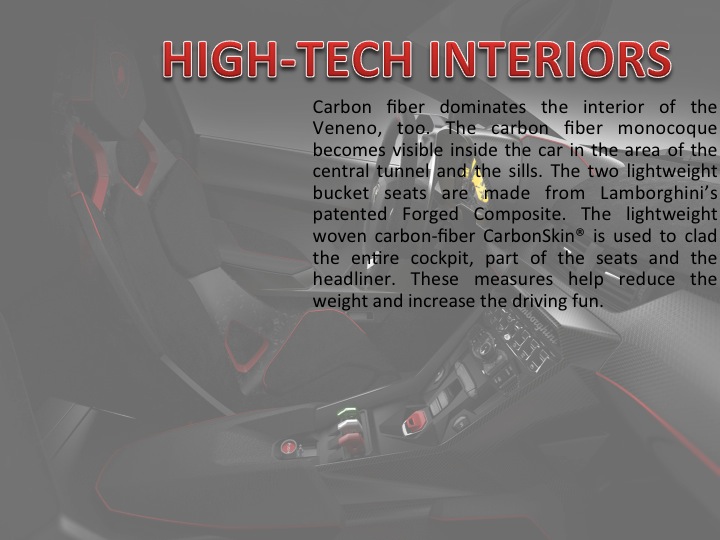 HIGH-TECH INTERIORS
Carbon fiber dominates the interior of the
Veneno, too. The carbon fiber monocoque
becomes visible inside the car in the area of the
central tunnel and the sills. The two lightweight
bucket seats are made from Lamborghini’s
patented Forged Composite. The lightweight
woven carbon-fiber CarbonSkin® is used to clad
the entire cockpit, part of the seats and the
headliner. These measures help reduce the
weight and increase the driving fun.
Lamborghini